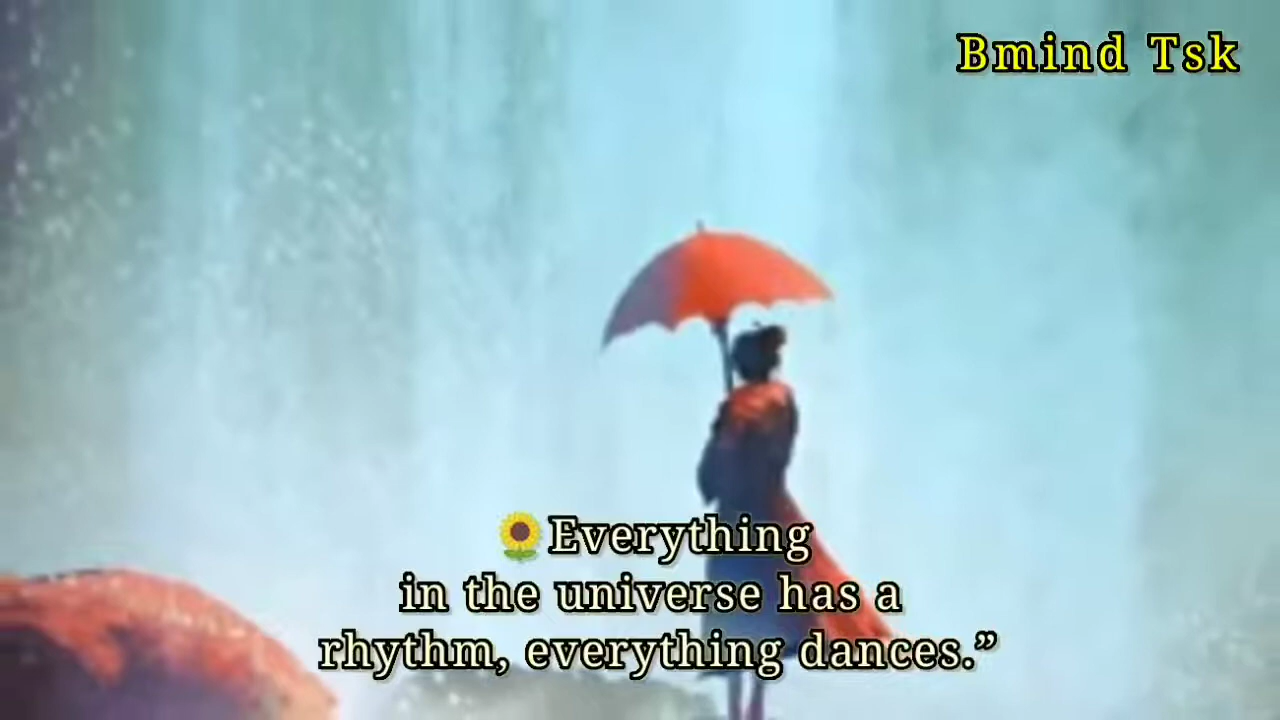 Bmind Tsk
🌻Everything
in the universe has a
rhythm, everything dances.”